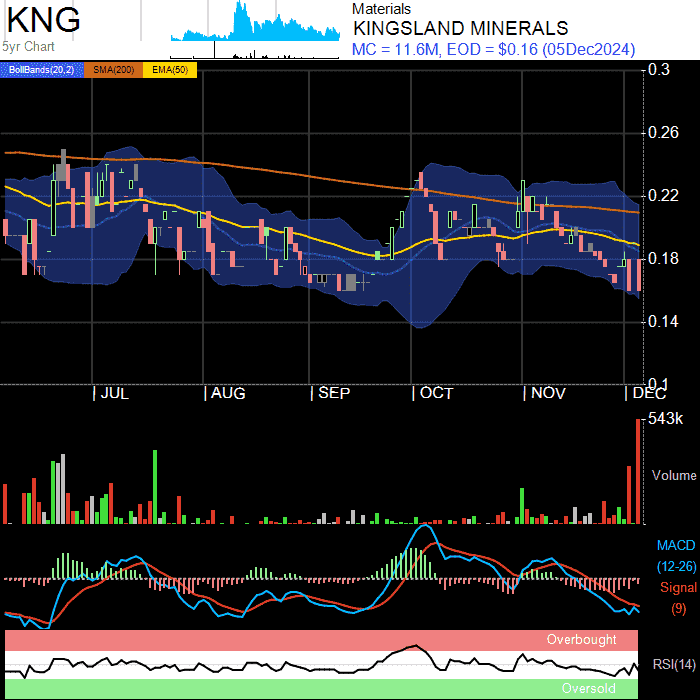 KNG
5yr Chart
Materials
KINGSLAND MINERALS
MC = 11.6M, EOD = $0.16 (05Dec2024)
BollBands(20,2) SMA(200) EMA(50)
0.3
0.26
0.22
0.18
0.14
0.1
| JUL | AUG | SEP | OCT | NOV | DEC
543k
Volume
MACD
(12-26)
Signal
(9)
Overbought
RSI(14)
Oversold